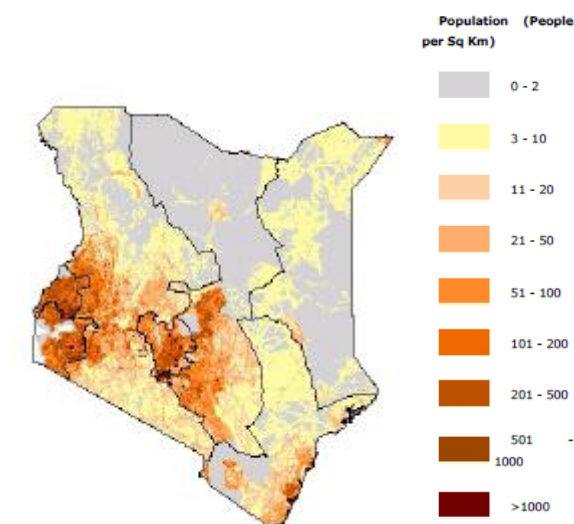 Population (People
per Sq Km)
0 - 2
3 - 10
11 - 20
21 - 50
51 - 100
101 - 200
201 - 500
501 -
1000
>1000